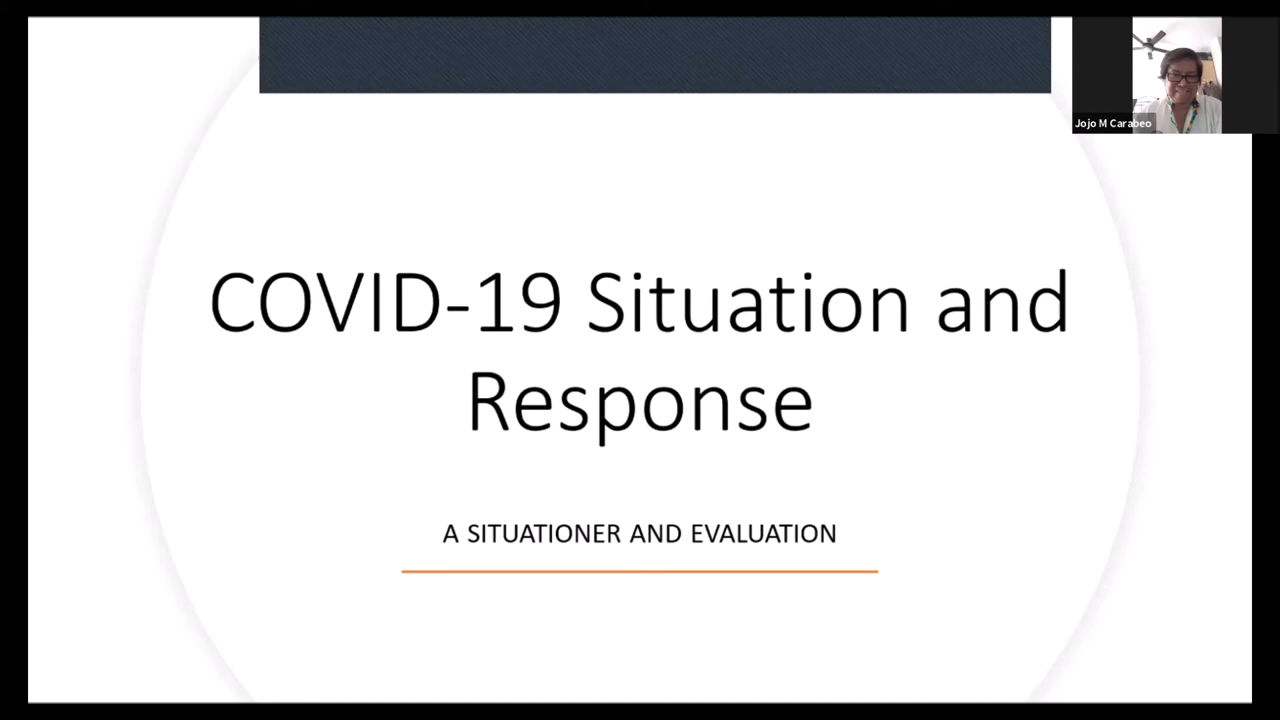 Jojo M Carabeo
COVID-19 Situation and
Response
A SITUATIONER AND EVALUATION